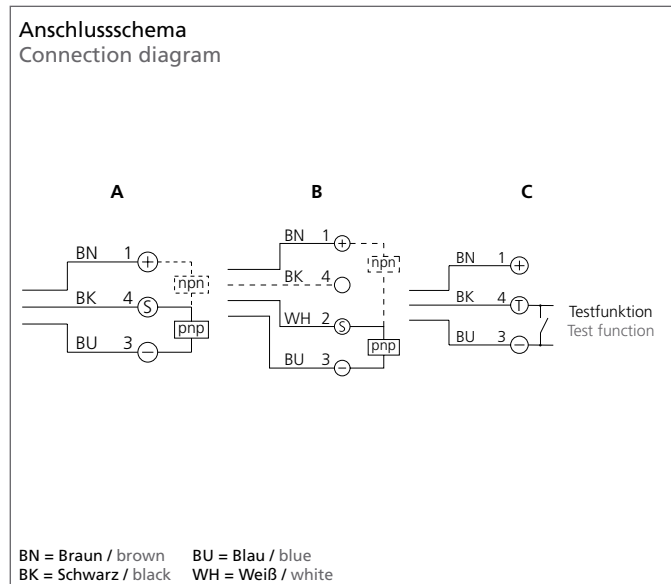 Anschlussschema
Connection diagram
A
BN 1 +
npn
BK 4 S
pnp
BU 3 −
B
BN 1 +
npn
BK 4
WH 2 S
pnp
BU 3 −
C
BN 1 +
BK 4 T
BU 3 −
Testfunktion
Test function
BN = Braun / brown BU = Blau / blue
BK = Schwarz / black WH = Weiß / white